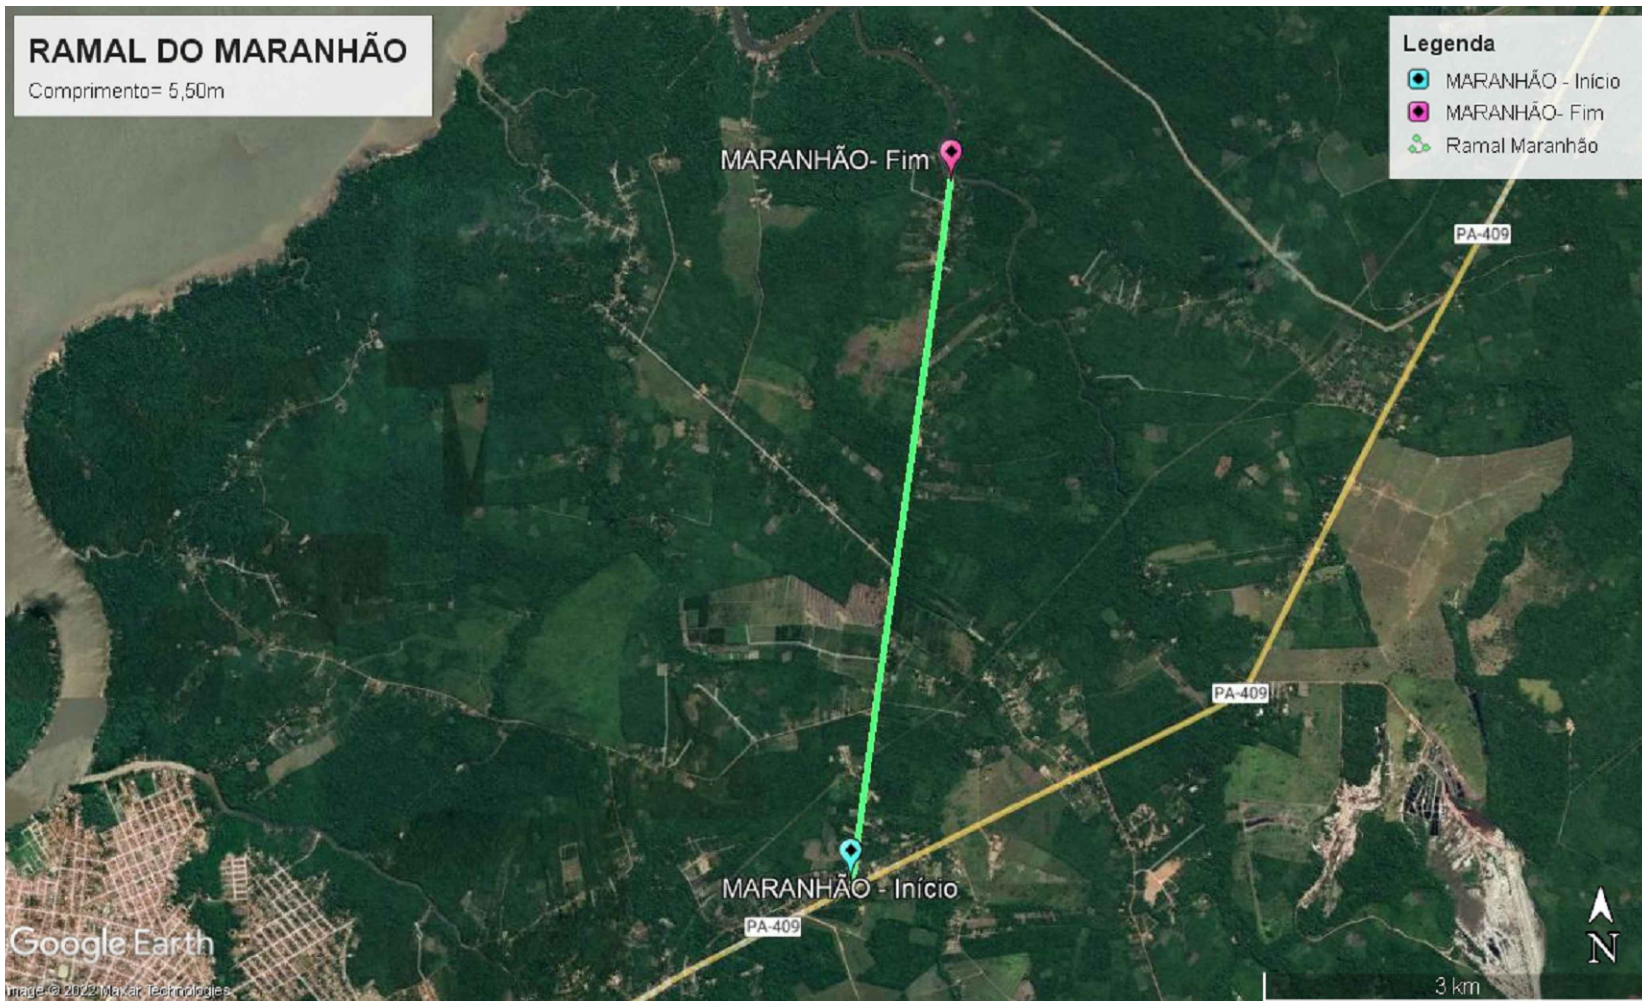 RAMAL DO MARANHÃO
Comprimento= 5,50m
Legenda
MARANHÃO - Início
MARANHÃO- Fim
Ramal Maranhão
MARANHÃO- Fim
PA-409
PA-409
MARANHÃO - Início
PA-409
Google Earth
Image © 2022 Maxar Technologies
N
3 km